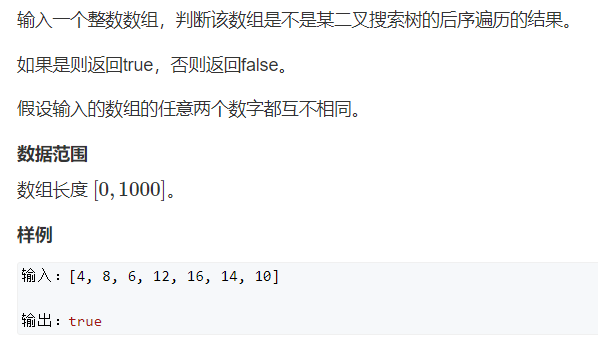 输入一个整数数组，判断该数组是不是某二叉搜索树的后序遍历的结果。
如果是则返回true，否则返回false。
假设输入的数组的任意两个数字都互不相同。
数据范围
数组长度 [0, 1000]。
样例
输入：[4, 8, 6, 12, 16, 14, 10]
输出：true